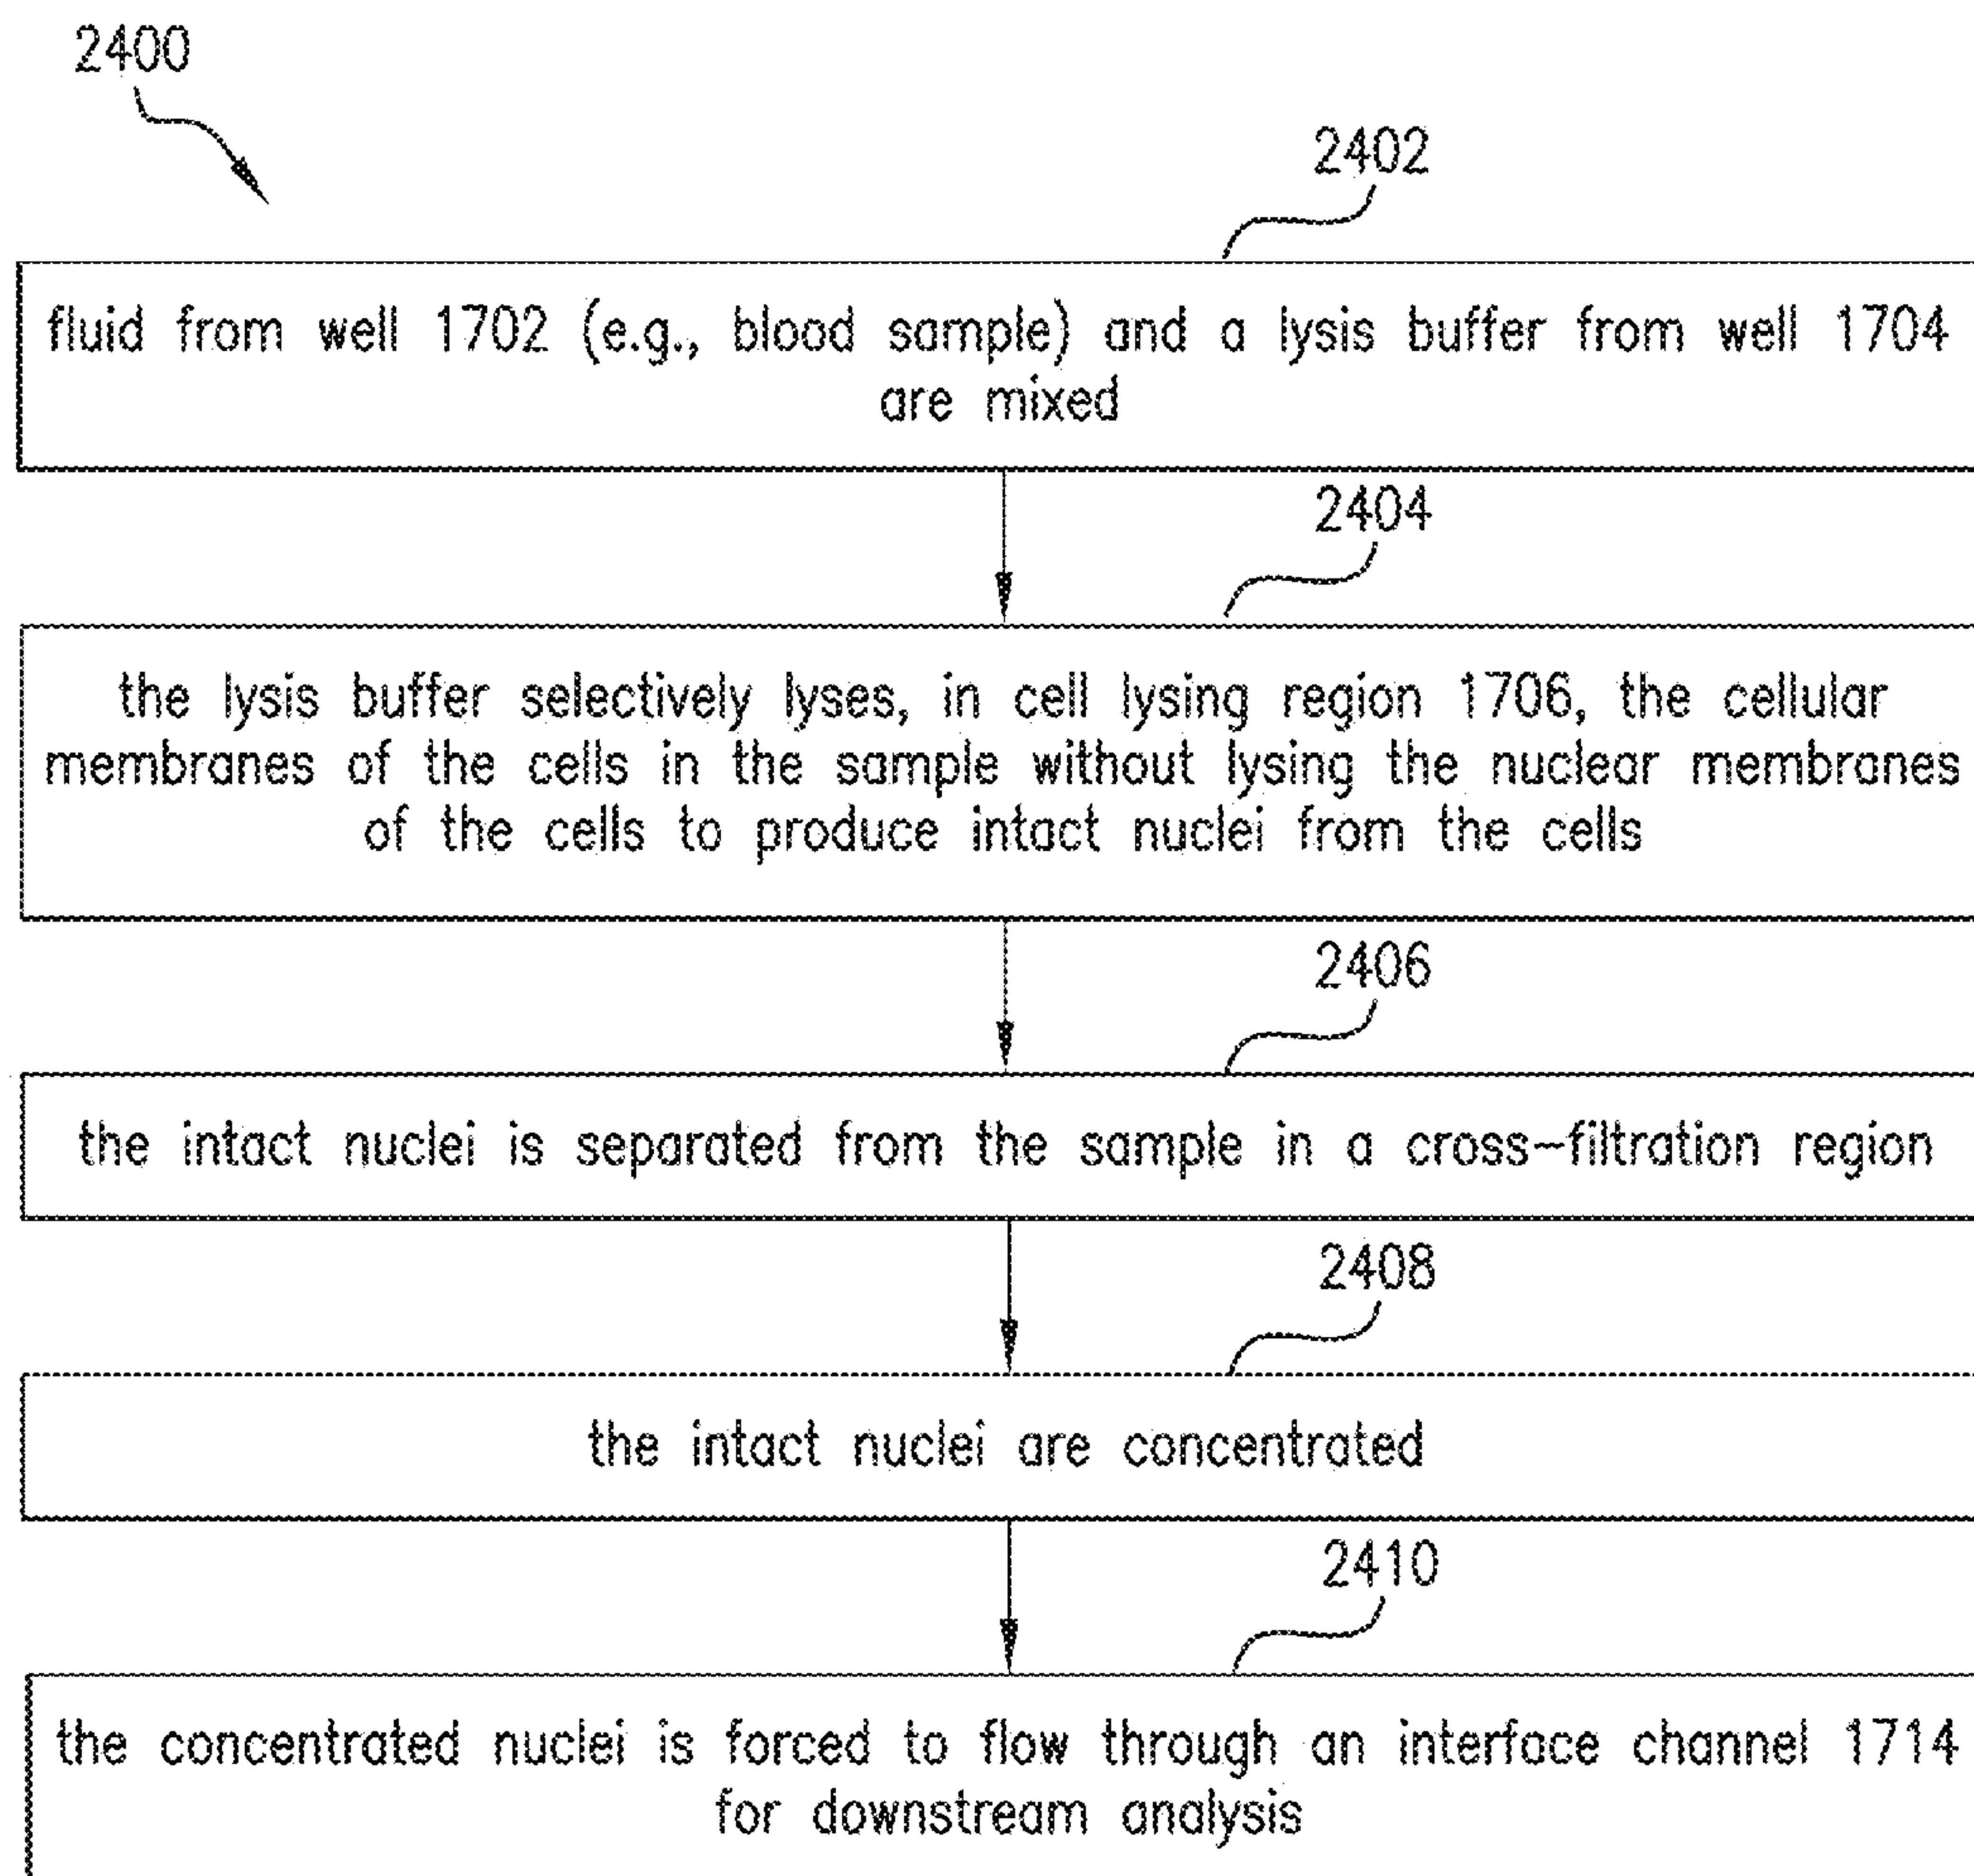 2400
2402
fluid from well 1702 (e.g., blood sample) and a lysis buffer from well 1704
are mixed
2404
the lysis buffer selectively lyses, in cell lysing region 1706, the cellular
membranes of the cells in the sample without lysing the nuclear membranes
of the cells to produce intact nuclei from the cells
2406
the intact nuclei is separated from the sample in a cross-filtration region
2408
the intact nuclei are concentrated
2410
the concentrated nuclei is forced to flow through an interface channel 1714
for downstream analysis